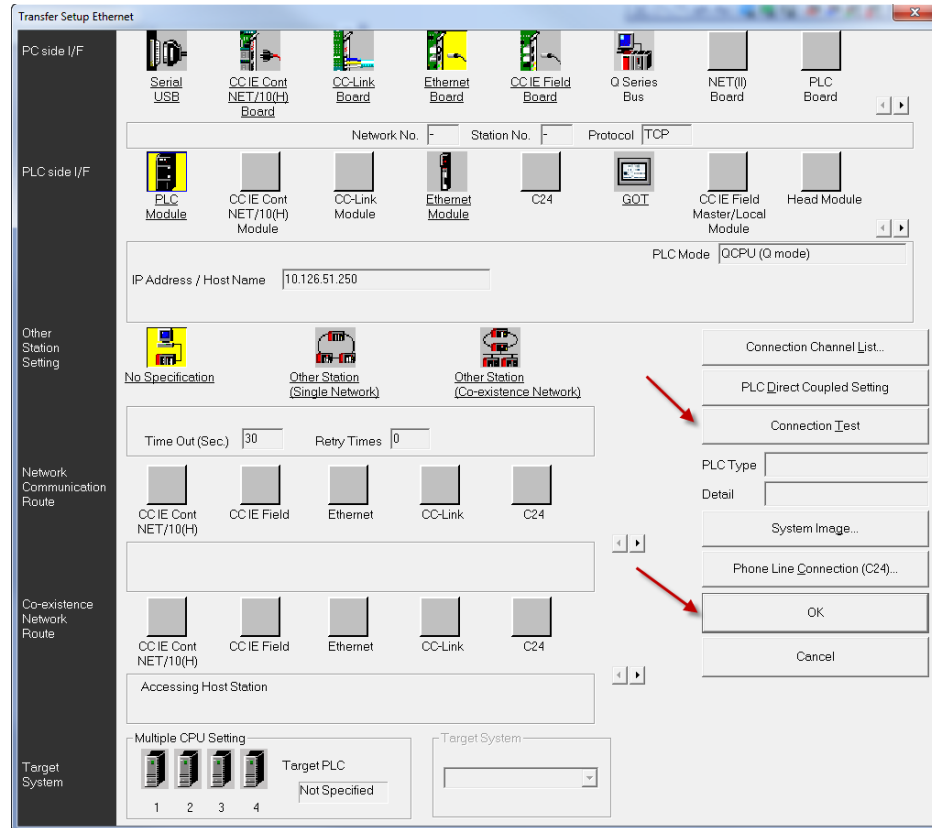 Transfer Setup Ethernet
PC side I/F
Serial USB
CC IE Cont NET/10(H) Board
CC-Link Board
Ethernet Board
CC IE Field Board
Q Series Bus
NET(II) Board
PLC Board
Network No. - Station No. - Protocol TCP
PLC side I/F
PLC Module
CC IE Cont NET/10(H) Module
CC-Link Module
Ethernet Module
C24
GOT
CC IE Field Master/Local Module
Head Module
PLC Mode QCPU (Q mode)
IP Address / Host Name 10.126.51.250
Other Station Setting
No Specification
Other Station (Single Network)
Other Station (Co-existence Network)
Time Out (Sec.) 30 Retry Times 0
Connection Channel List...
PLC Direct Coupled Setting
Connection Test
PLC Type
Detail
System Image...
Phone Line Connection (C24)...
OK
Cancel
Network Communication Route
CC IE Cont NET/10(H)
CC IE Field
Ethernet
CC-Link
C24
Co-existence Network Route
CC IE Cont NET/10(H)
CC IE Field
Ethernet
CC-Link
C24
Accessing Host Station
Target System
Multiple CPU Setting
1 2 3 4
Target PLC
Not Specified
Target System